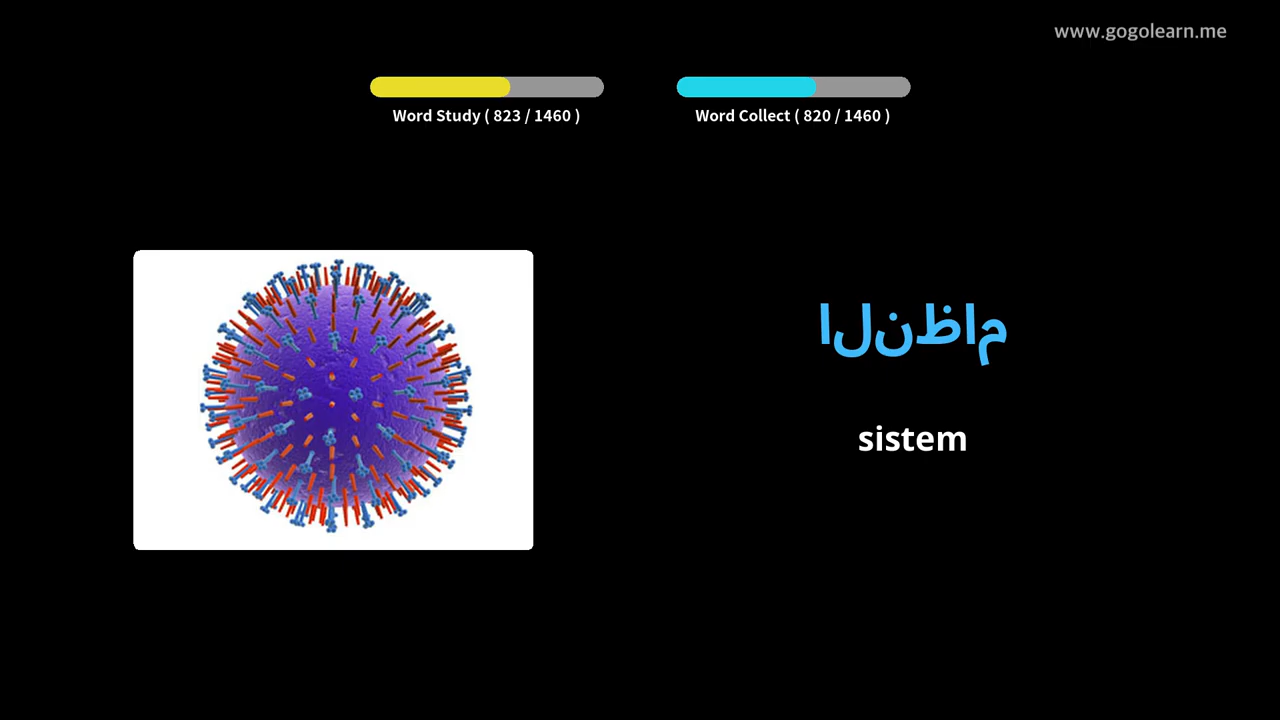 www.gogolearn.me
Word Study ( 823 / 1460 )
Word Collect ( 820 / 1460 )
النظام
sistem